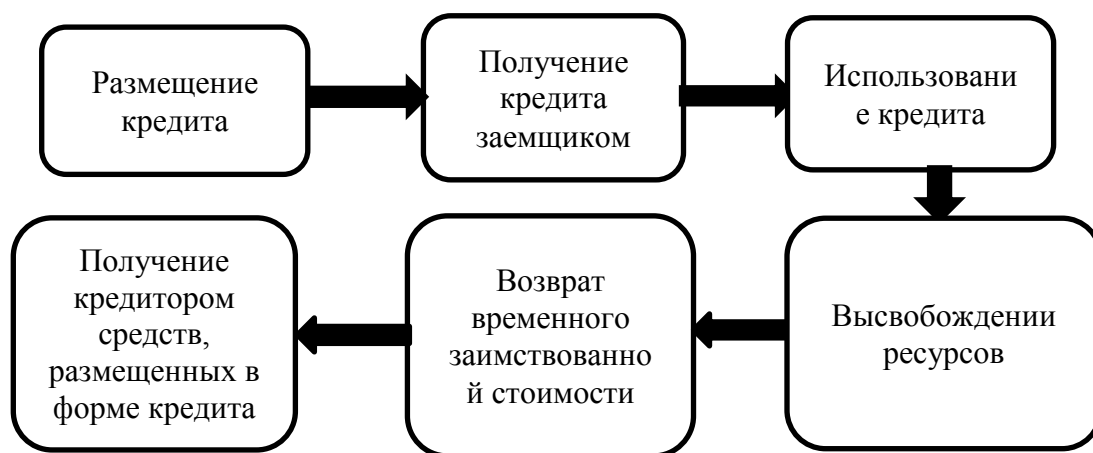 Размещение
кредита
Получение
кредита
заемщиком
Использовани
е кредита
Высвобождении
ресурсов
Возврат
временного
заимствованно
й стоимости
Получение
кредитором
средств,
размещенных в
форме кредита